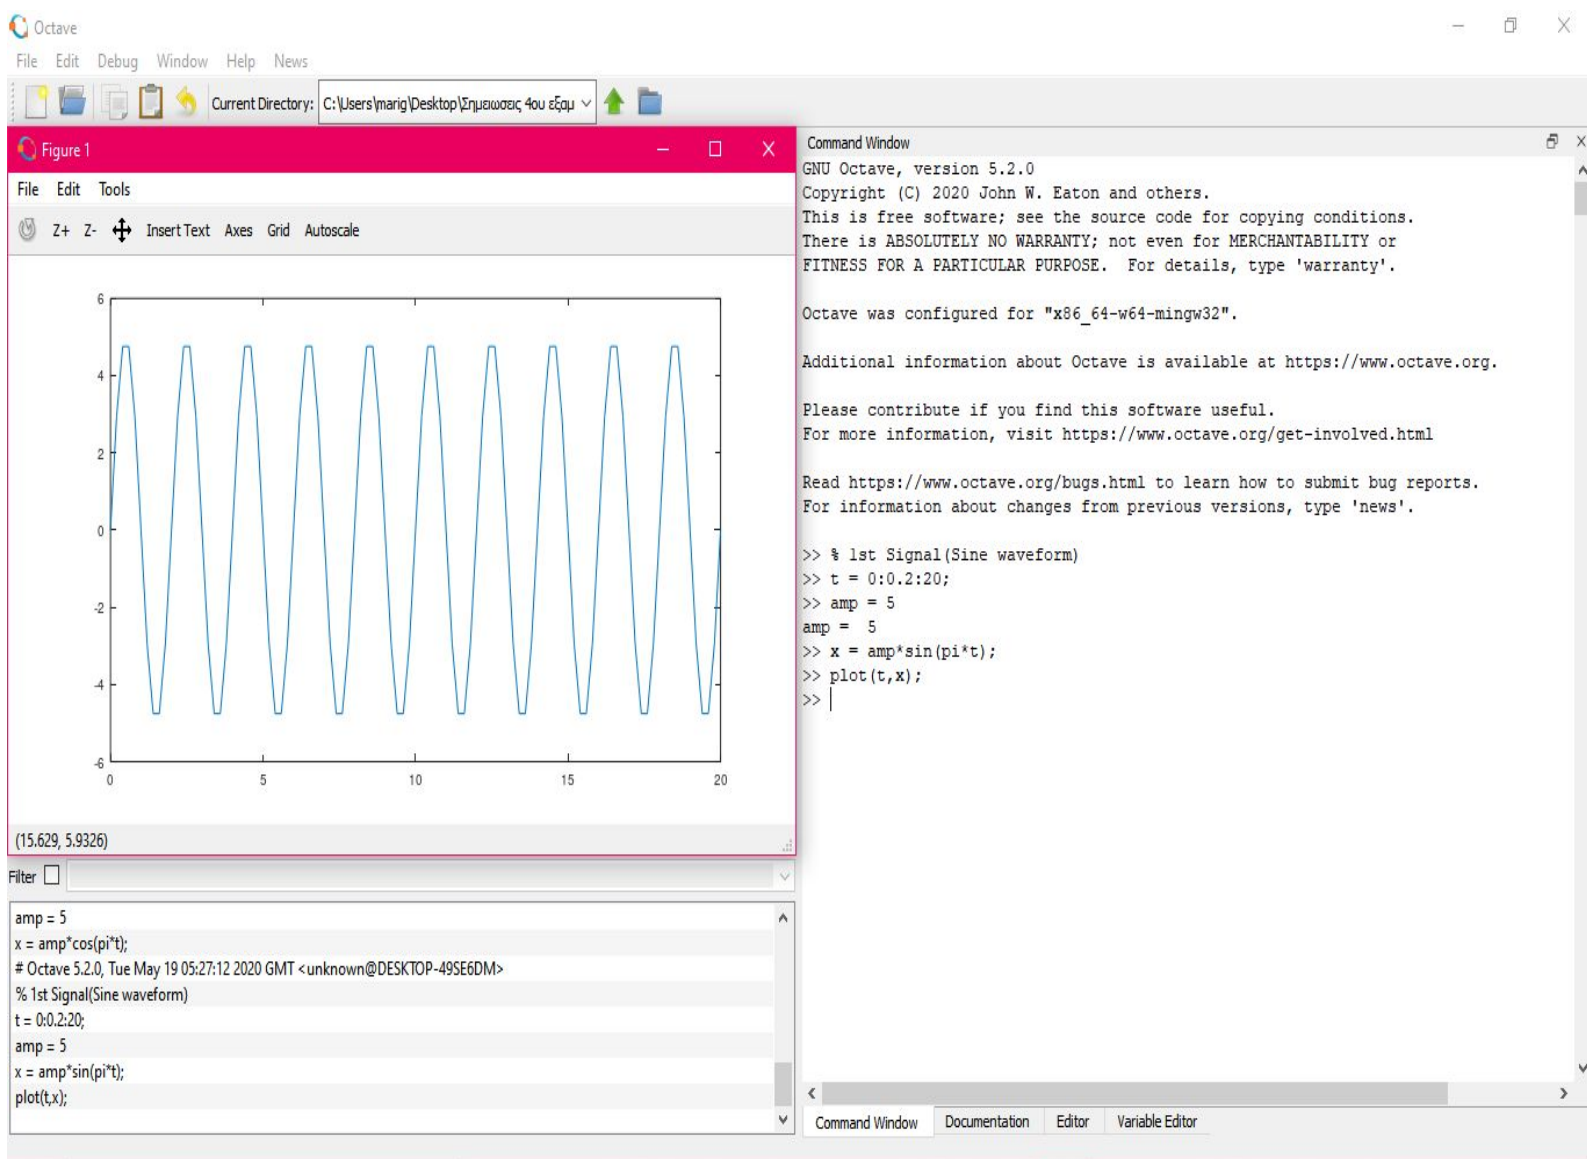 Octave
File Edit Debug Window Help News
Current Directory: C:\Users\marig\Desktop\Σημειωσεις 4ου εξαμ
Figure 1
File Edit Tools
Z+ Z- Insert Text Axes Grid Autoscale
6
4
2
0
-2
-4
-6
0 5 10 15 20
(15.629, 5.9326)
Filter
amp = 5
x = amp*cos(pi*t);
# Octave 5.2.0, Tue May 19 05:27:12 2020 GMT <unknown@DESKTOP-49SE6DM>
% 1st Signal(Sine waveform)
t = 0:0.2:20;
amp = 5
x = amp*sin(pi*t);
plot(t,x);
Command Window
GNU Octave, version 5.2.0
Copyright (C) 2020 John W. Eaton and others.
This is free software; see the source code for copying conditions.
There is ABSOLUTELY NO WARRANTY; not even for MERCHANTABILITY or
FITNESS FOR A PARTICULAR PURPOSE.  For details, type 'warranty'.
Octave was configured for "x86_64-w64-mingw32".
Additional information about Octave is available at https://www.octave.org.
Please contribute if you find this software useful.
For more information, visit https://www.octave.org/get-involved.html
Read https://www.octave.org/bugs.html to learn how to submit bug reports.
For information about changes from previous versions, type 'news'.
>> % 1st Signal(Sine waveform)
>> t = 0:0.2:20;
>> amp = 5
amp =  5
>> x = amp*sin(pi*t);
>> plot(t,x);
>>
Command Window Documentation Editor Variable Editor